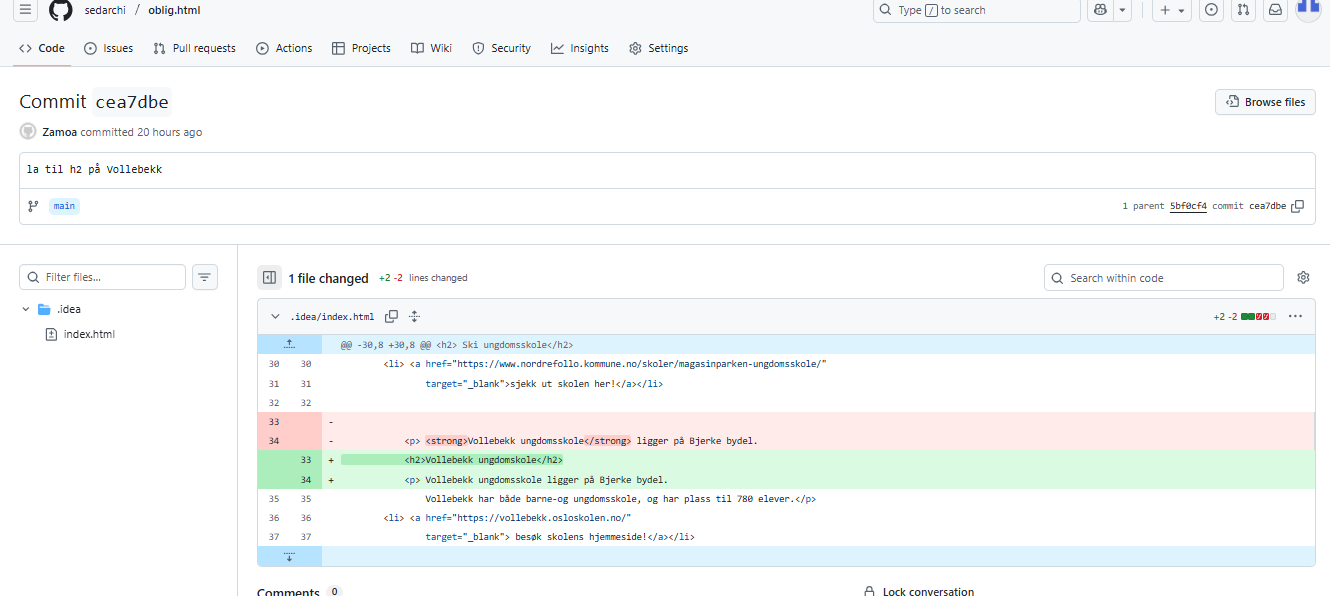 sedarchi / oblig.html
Type / to search
Code Issues Pull requests Actions Projects Wiki Security Insights Settings
Commit cea7dbe
Browse files
Zamoa committed 20 hours ago
la til h2 på Vollebekk
main
1 parent 5bf0cf4 commit cea7dbe
Filter files...
.idea
index.html
1 file changed +2 -2 lines changed
Search within code
.idea/index.html
+2 -2
@@ -30,8 +30,8 @@ <h2> Ski ungdomsskole</h2>
30 30 <li> <a href="https://www.nordrefollo.kommune.no/skoler/magasinparken-ungdomsskole/"
31 31 target="_blank">sjekk ut skolen her!</a></li>
32 32
33 -
34 - <p> <strong>Vollebekk ungdomsskole</strong> ligger på Bjerke bydel.
33 + <h2>Vollebekk ungdomskole</h2>
34 + <p> Vollebekk ungdomsskole ligger på Bjerke bydel.
35 35 Vollebekk har både barne-og ungdomsskole, og har plass til 780 elever.</p>
36 36 <li> <a href="https://vollebekk.osloskolen.no/"
37 37 target="_blank"> besøk skolens hjemmeside!</a></li>
Comments 0
Lock conversation